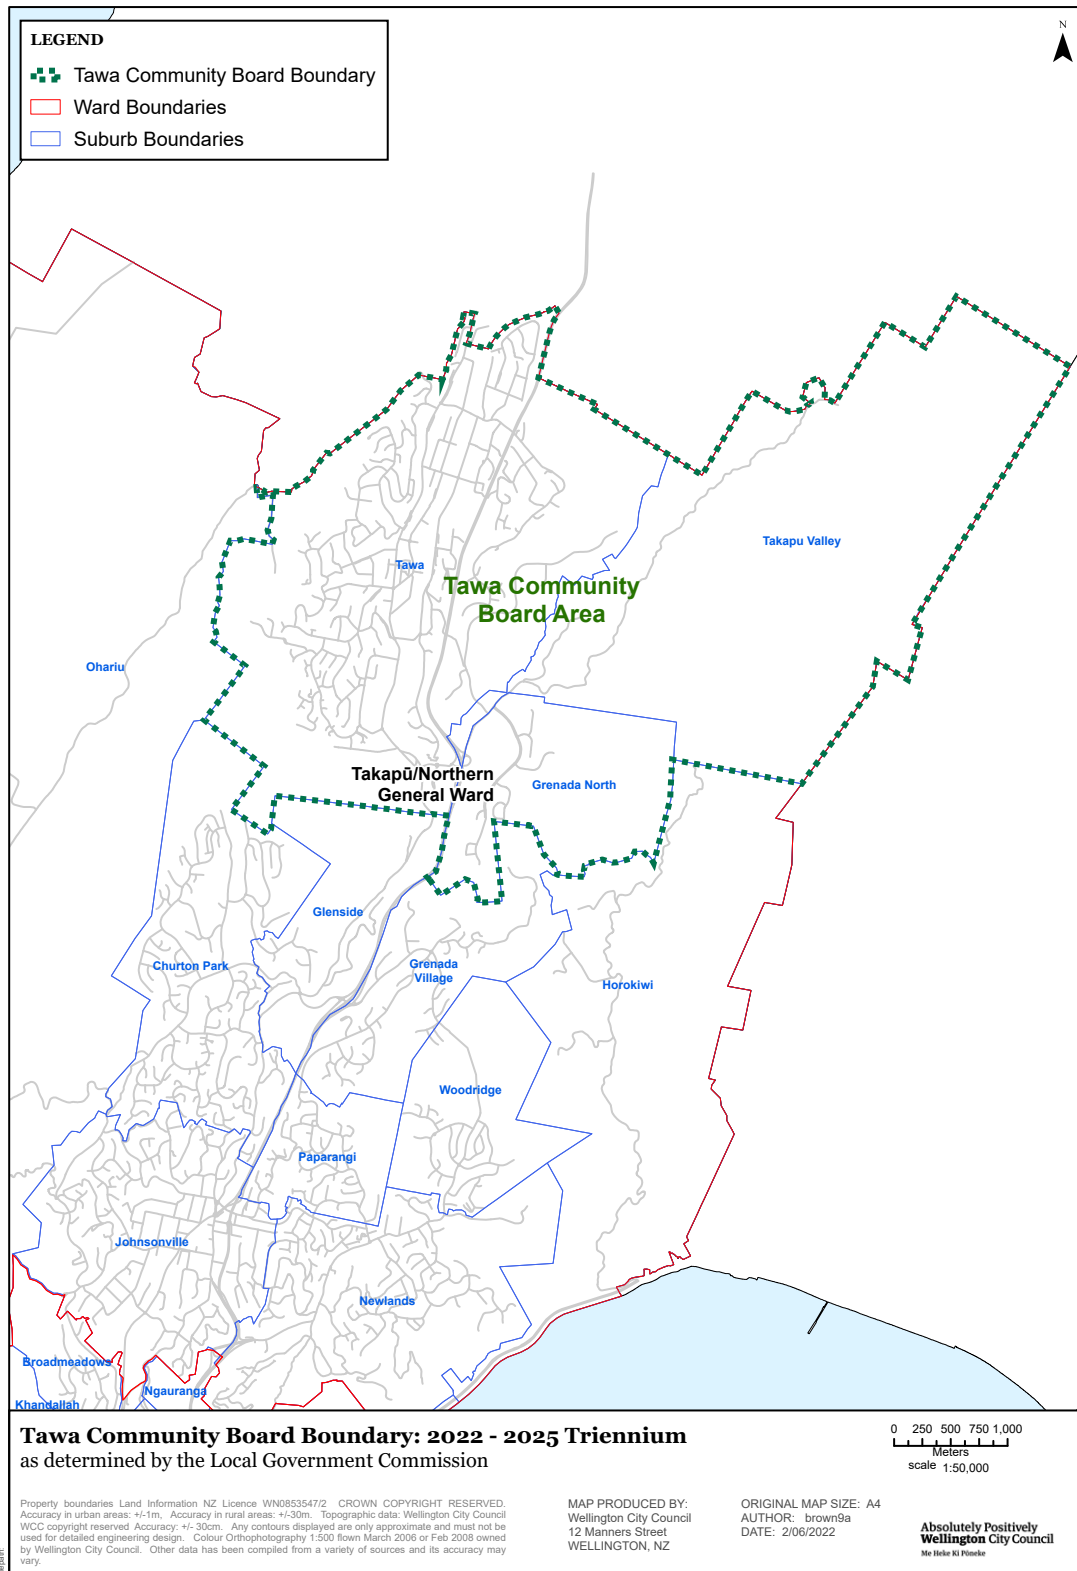 LEGEND
Tawa Community Board Boundary
Ward Boundaries
Suburb Boundaries
N
Takapu Valley
Tawa
Tawa Community
Board Area
Ohariu
Takapū/Northern
General Ward
Grenada North
Glenside
Churton Park
Grenada
Village
Horokiwi
Woodridge
Paparangi
Johnsonville
Newlands
Broadmeadows
Ngauranga
Khandallah
Tawa Community Board Boundary: 2022 - 2025 Triennium
as determined by the Local Government Commission
0 250 500 750 1,000
Meters
scale 1:50,000
Property boundaries Land Information NZ Licence WN0853547/2 CROWN COPYRIGHT RESERVED.
Accuracy in urban areas: +/-1m, Accuracy in rural areas: +/-30m. Topographic data: Wellington City Council
WCC copyright reserved Accuracy: +/- 30cm. Any contours displayed are only approximate and must not be
used for detailed engineering design. Colour Orthophotography 1:500 flown March 2006 or Feb 2008 owned
by Wellington City Council. Other data has been compiled from a variety of sources and its accuracy may
vary.
MAP PRODUCED BY:
Wellington City Council
12 Manners Street
WELLINGTON, NZ
ORIGINAL MAP SIZE: A4
AUTHOR: brown9a
DATE: 2/06/2022
Absolutely Positively
Wellington City Council
Me Heke Ki Pōneke